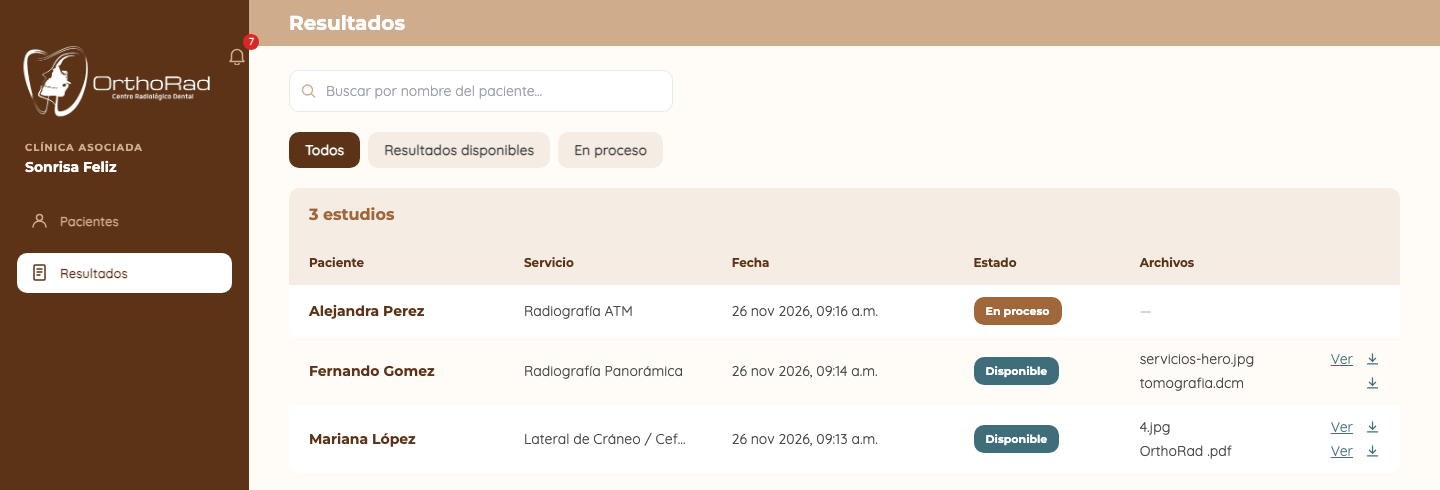 Resultados
7
OrthoRad
Centro Radiológico Dental
CLÍNICA ASOCIADA
Sonrisa Feliz
Pacientes
Resultados
Buscar por nombre del paciente...
Todos
Resultados disponibles
En proceso
3 estudios
Paciente Servicio Fecha Estado Archivos
Alejandra Perez Radiografía ATM 26 nov 2026, 09:16 a.m. En proceso —
Fernando Gomez Radiografía Panorámica 26 nov 2026, 09:14 a.m. Disponible servicios-hero.jpg Ver
tomografia.dcm
Mariana López Lateral de Cráneo / Cef... 26 nov 2026, 09:13 a.m. Disponible 4.jpg Ver
OrthoRad .pdf Ver